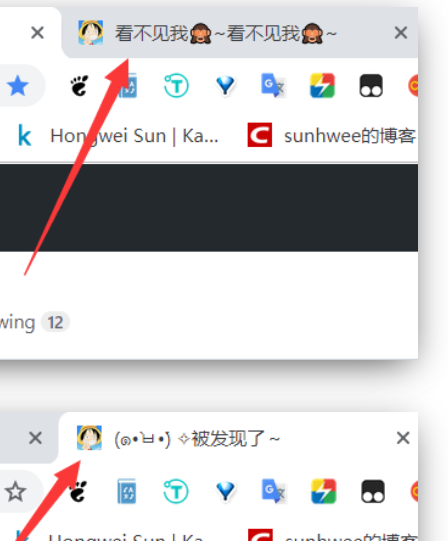 看不见我🙈~看不见我🙈~
Hongwei Sun | Ka...
sunhwee的博客
wing 12
(๑•̀ㅂ•́) ✧被发现了~
Hongwei Sun | Ka...
sunhwee的博客